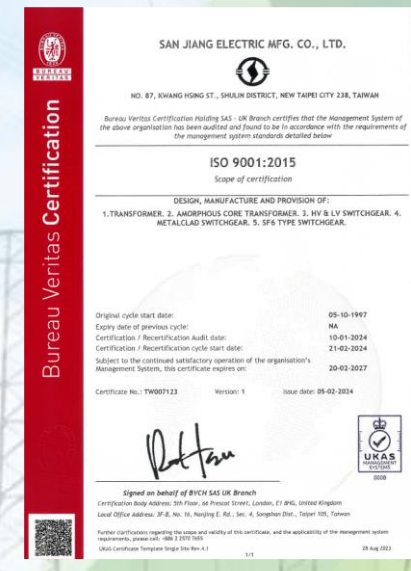 BUREAU
VERITAS
Bureau Veritas Certification
SAN JIANG ELECTRIC MFG. CO., LTD.
NO. 87, KWANG HSING ST., SHULIN DISTRICT, NEW TAIPEI CITY 238, TAIWAN
Bureau Veritas Certification Holding SAS - UK Branch certifies that the Management System of
the above organisation has been audited and found to be in accordance with the requirements of
the management system standards detailed below
ISO 9001:2015
Scope of certification
DESIGN, MANUFACTURE AND PROVISION OF:
1.TRANSFORMER. 2. AMORPHOUS CORE TRANSFORMER. 3. HV & LV SWITCHGEAR. 4.
METALCLAD SWITCHGEAR. 5. SF6 TYPE SWITCHGEAR.
Original cycle start date: 05-10-1997
Expiry date of previous cycle: NA
Certification / Recertification Audit date: 10-01-2024
Certification / Recertification cycle start date: 21-02-2024
Subject to the continued satisfactory operation of the organisation's
Management System, this certificate expires on: 20-02-2027
Certificate No.: TW007123 Version: 1 Issue date: 05-02-2024
UKAS
MANAGEMENT
SYSTEMS
0008
Signed on behalf of BVCH SAS UK Branch
Certification Body Address: 5th Floor, 66 Prescot Street, London, E1 8HG, United Kingdom
Local Office Address: 3F-B, No. 16, Nanjing E. Rd., Sec. 4, Songshan Dist., Taipei 105, Taiwan
Further clarifications regarding the scope and validity of this certificate, and the applicability of the management system
requirements, please call: +886 2 2570 7655
UKAS Certificate Template Single Site Rev.4.1 1/1 28 Aug 2023